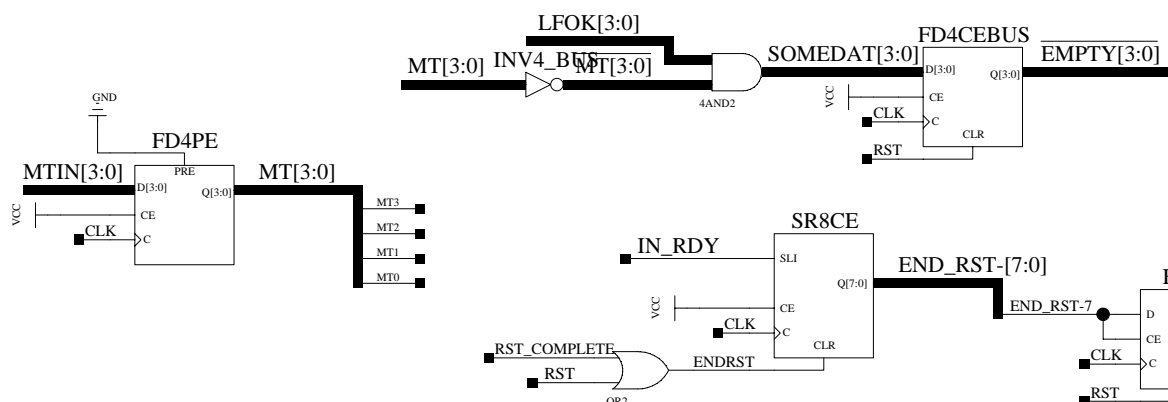 LFOK[3:0]
MT[3:0]
INV4_BUS
MT[3:0]
4AND2
SOMEDAT[3:0]
FD4CEBUS
D[3:0]
Q[3:0]
EMPTY[3:0]
VCC
CE
CLK
C
CLR
RST
GND
FD4PE
PRE
MTIN[3:0]
D[3:0]
Q[3:0]
MT[3:0]
VCC
CE
CLK
C
MT3
MT2
MT1
MT0
SR8CE
IN_RDY
SLI
Q[7:0]
END_RST-[7:0]
VCC
CE
CLK
C
CLR
RST_COMPLETE
RST
OR2
ENDRST
END_RST-7
D
CE
CLK
C
RST